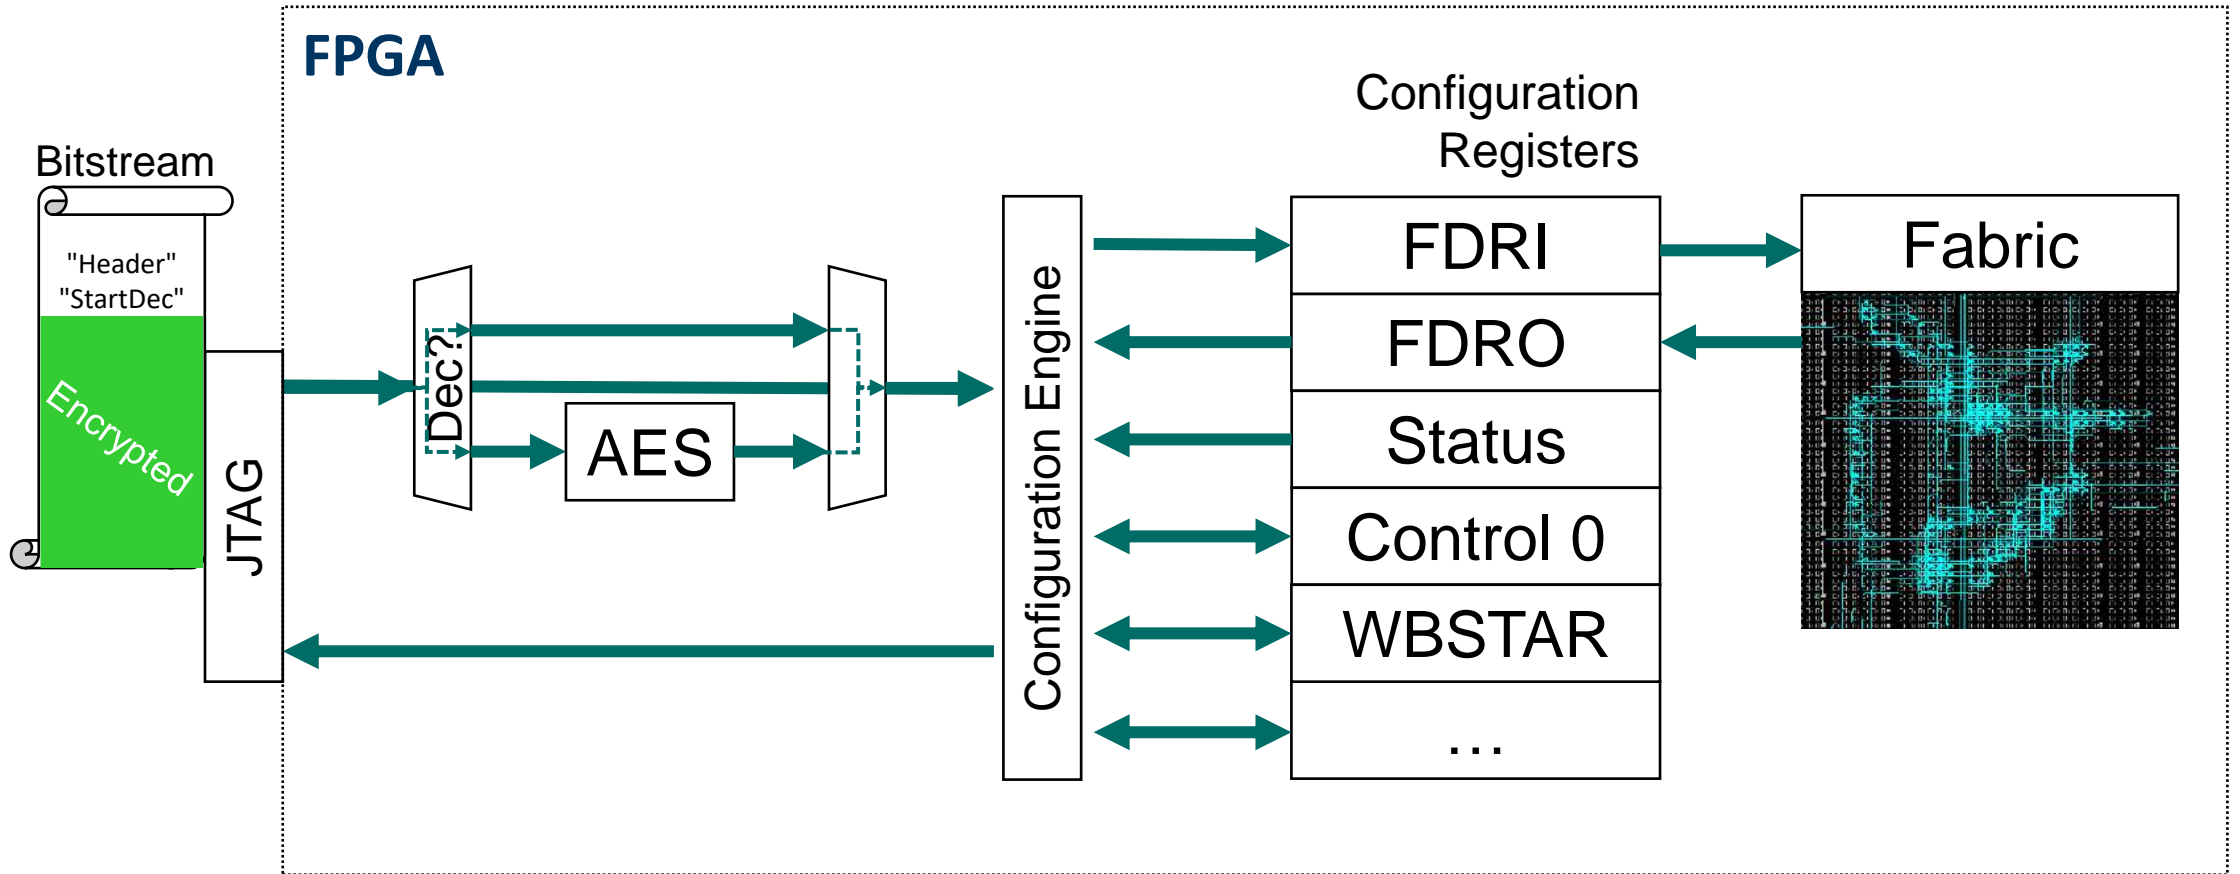 FPGA
Configuration
Registers
Bitstream
"Header"
"StartDec"
Encrypted
JTAG
Dec?
AES
Configuration Engine
FDRI
FDRO
Status
Control 0
WBSTAR
...
Fabric